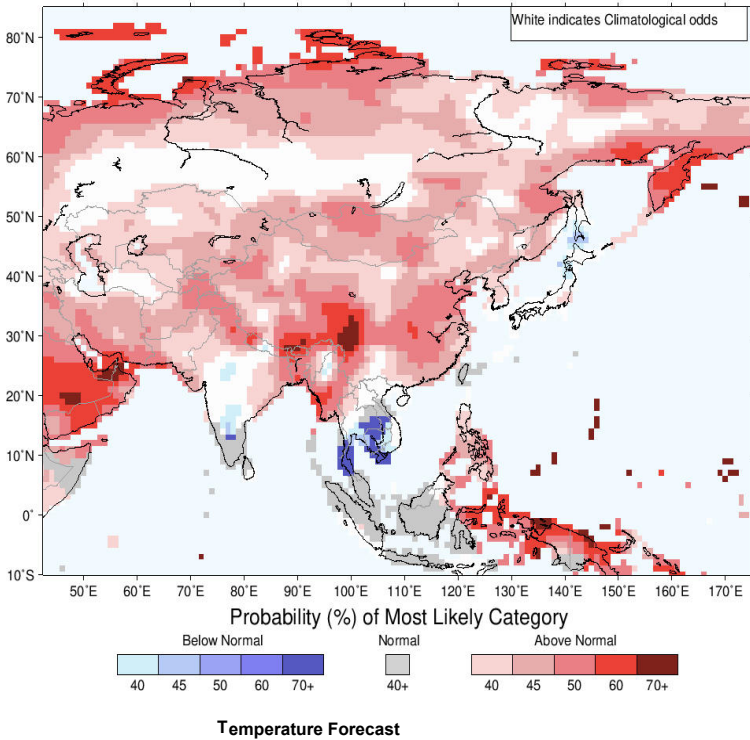 White indicates Climatological odds
80˚N
70˚N
60˚N
50˚N
40˚N
30˚N
20˚N
10˚N
0˚
10˚S
50˚E 60˚E 70˚E 80˚E 90˚E 100˚E 110˚E 120˚E 130˚E 140˚E 150˚E 160˚E 170˚E
Probability (%) of Most Likely Category
Below Normal Normal Above Normal
40 45 50 60 70+ 40+ 40 45 50 60 70+
Temperature Forecast